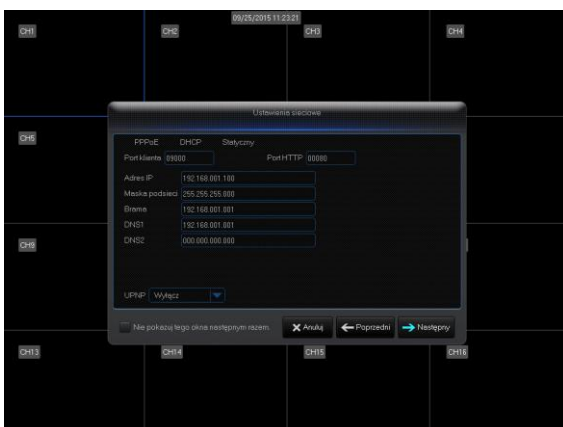 09/25/2015 11:23:21
CH1 CH2 CH3 CH4
Ustawienia sieciowe
CH5
PPPoE DHCP Statyczny
Port klienta 09000 Port HTTP 00080
Adres IP 192.168.001.100
Maska podsieci 255.255.255.000
Brama 192.168.001.001
DNS1 192.168.001.001
DNS2 000.000.000.000
CH9
UPNP Wyłącz
Nie pokazuj tego okna następnym razem. Anuluj Poprzedni Następny
CH13 CH14 CH15 CH16